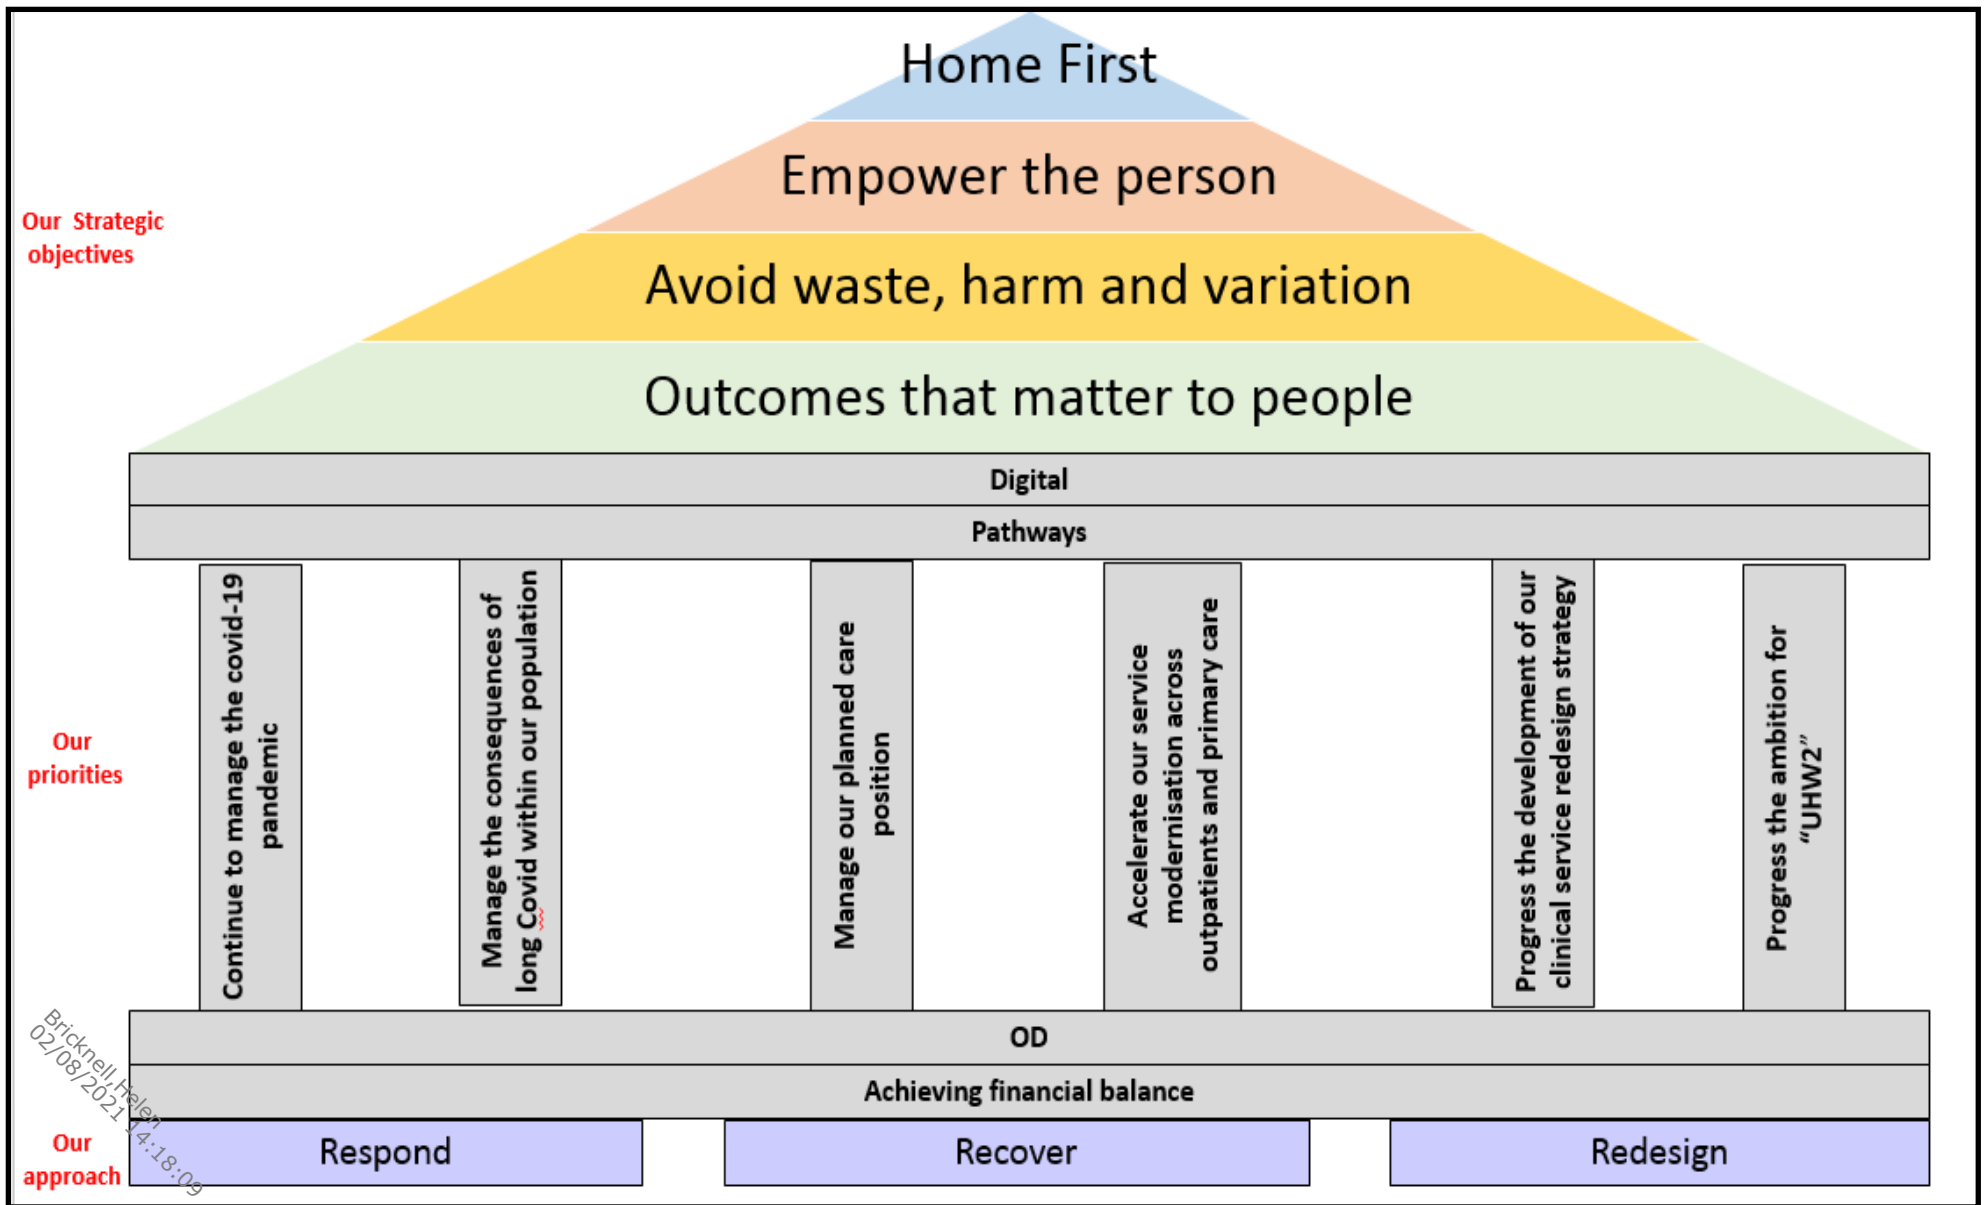 Home First
Empower the person
Our Strategic
objectives
Avoid waste, harm and variation
Outcomes that matter to people
Digital
Pathways
Our
priorities
Continue to manage the covid-19
pandemic
Manage the consequences of
long Covid within our population
Manage our planned care
position
Accelerate our service
modernisation across
outpatients and primary care
Progress the development of our
clinical service redesign strategy
Progress the ambition for
“UHW2”
OD
Achieving financial balance
Our
approach
Respond
Recover
Redesign
Bricknell,Helen
02/08/2021 14:18:09